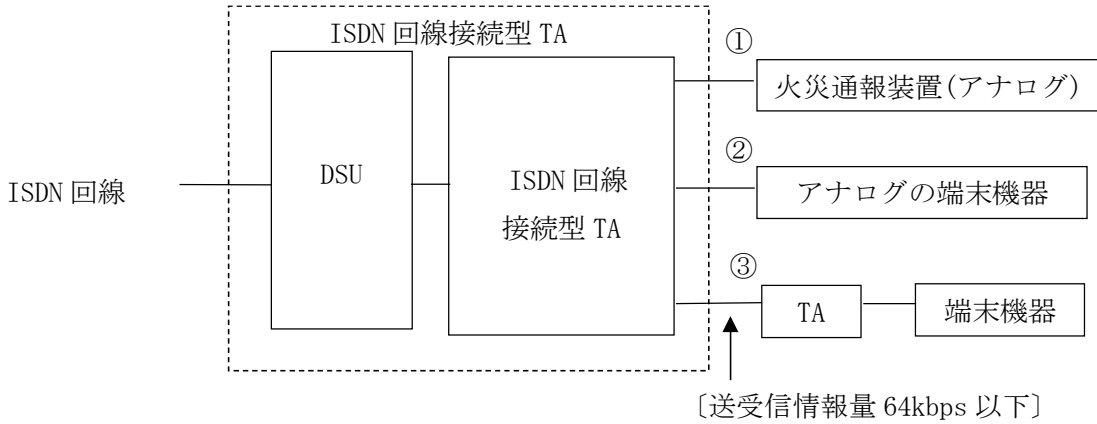 ISDN 回線接続型 TA
①
火災通報装置(アナログ)
②
DSU
ISDN 回線
接続型 TA
アナログの端末機器
ISDN 回線
③
TA
端末機器
〔送受信情報量 64kbps 以下〕